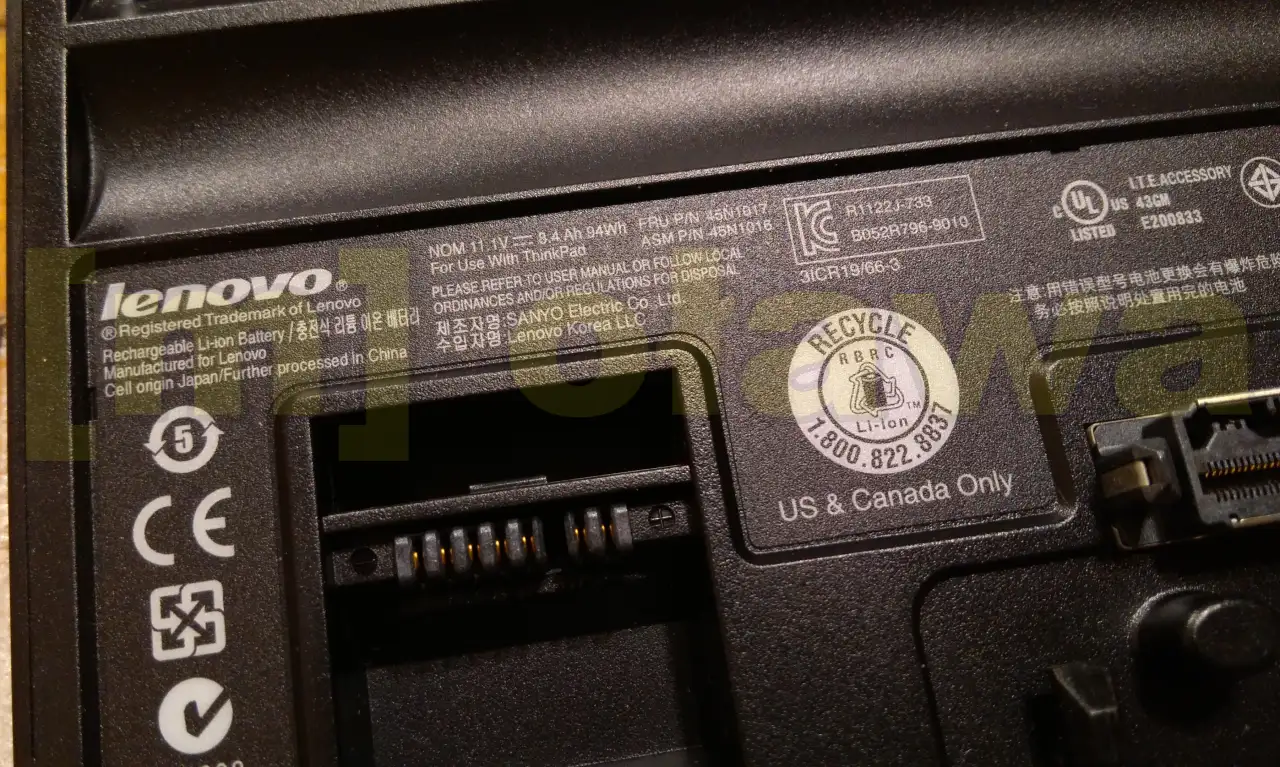 lenovo®
® Registered Trademark of Lenovo
Rechargeable Li-ion Battery / 충전식 리튬 이온 배터리
Manufactured for Lenovo
Cell origin Japan/Further processed in China
NOM 11.1V ⎓ 8.4 Ah 94Wh
For Use With ThinkPad
FRU P/N 45N1017
ASM P/N 45N1016
PLEASE REFER TO USER MANUAL OR FOLLOW LOCAL
ORDINANCES AND/OR REGULATIONS FOR DISPOSAL
제조자명:SANYO Electric Co. Ltd.
수입자명 Lenovo Korea LLC
R1122J-733
B052R796-9010
3ICR19/66-3
C UL US
LISTED
I.T.E.ACCESSORY
43GM
E200833
注意:用错误型号电池更换会有爆炸危险
务必按照说明处置用完的电池
RECYCLE
RBRC
Li-ion
TM
1.800.822.8837
US & Canada Only
5
CE
[m] otawa